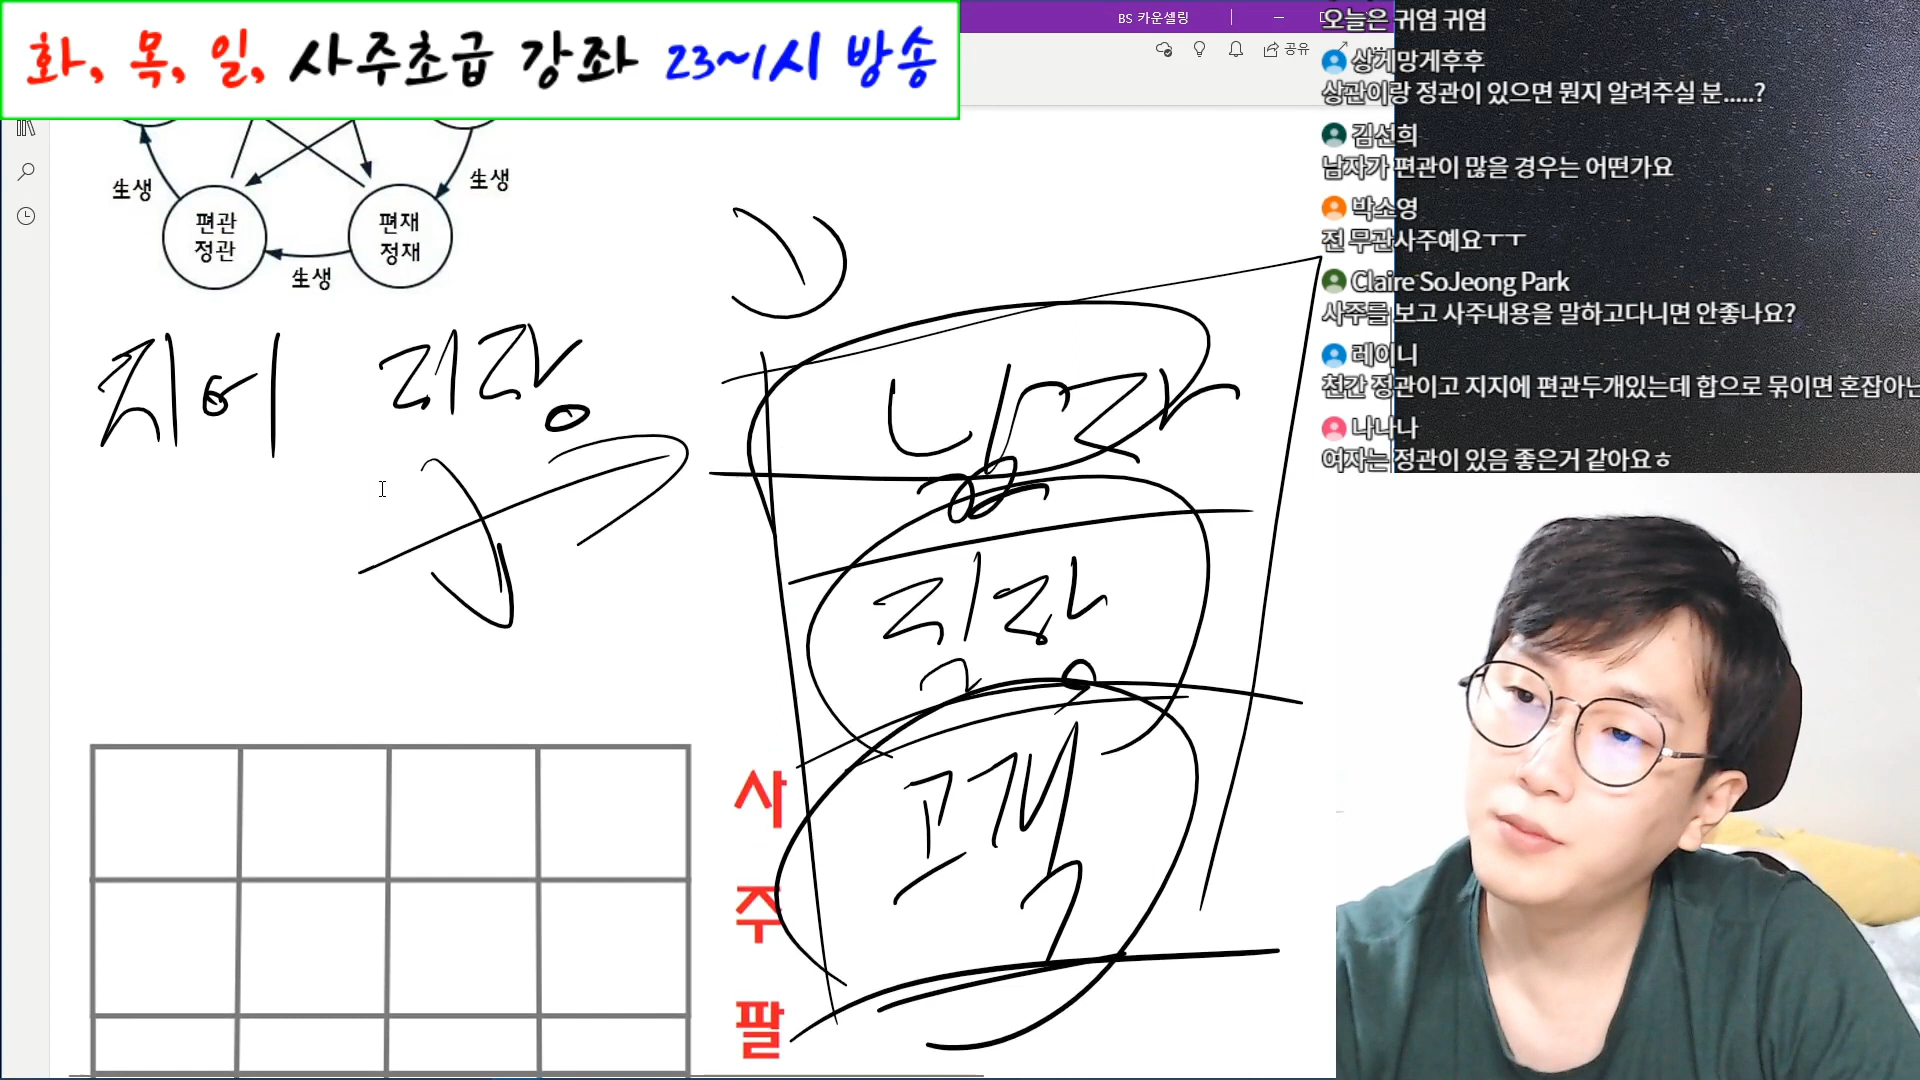 화, 목, 일, 사주초급 강좌 23~1시 방송
BS 카운슬링
공유
生생
生생
편관
정관
편재
정재
生생
남자
직장
고객
사
주
팔
오늘은 귀염 귀염
상게망게후후
상관이랑 정관이 있으면 뭔지 알려주실 분.....?
김선희
남자가 편관이 많을 경우는 어떤가요
박소영
전 무관사주예요ㅜㅜ
Claire SoJeong Park
사주를 보고 사주내용을 말하고다니면 안좋나요?
레이니
천간 정관이고 지지에 편관두개있는데 합으로 묶이면 혼잡아닌
나나나
여자는 정관이 있음 좋은거 같아요ㅎ